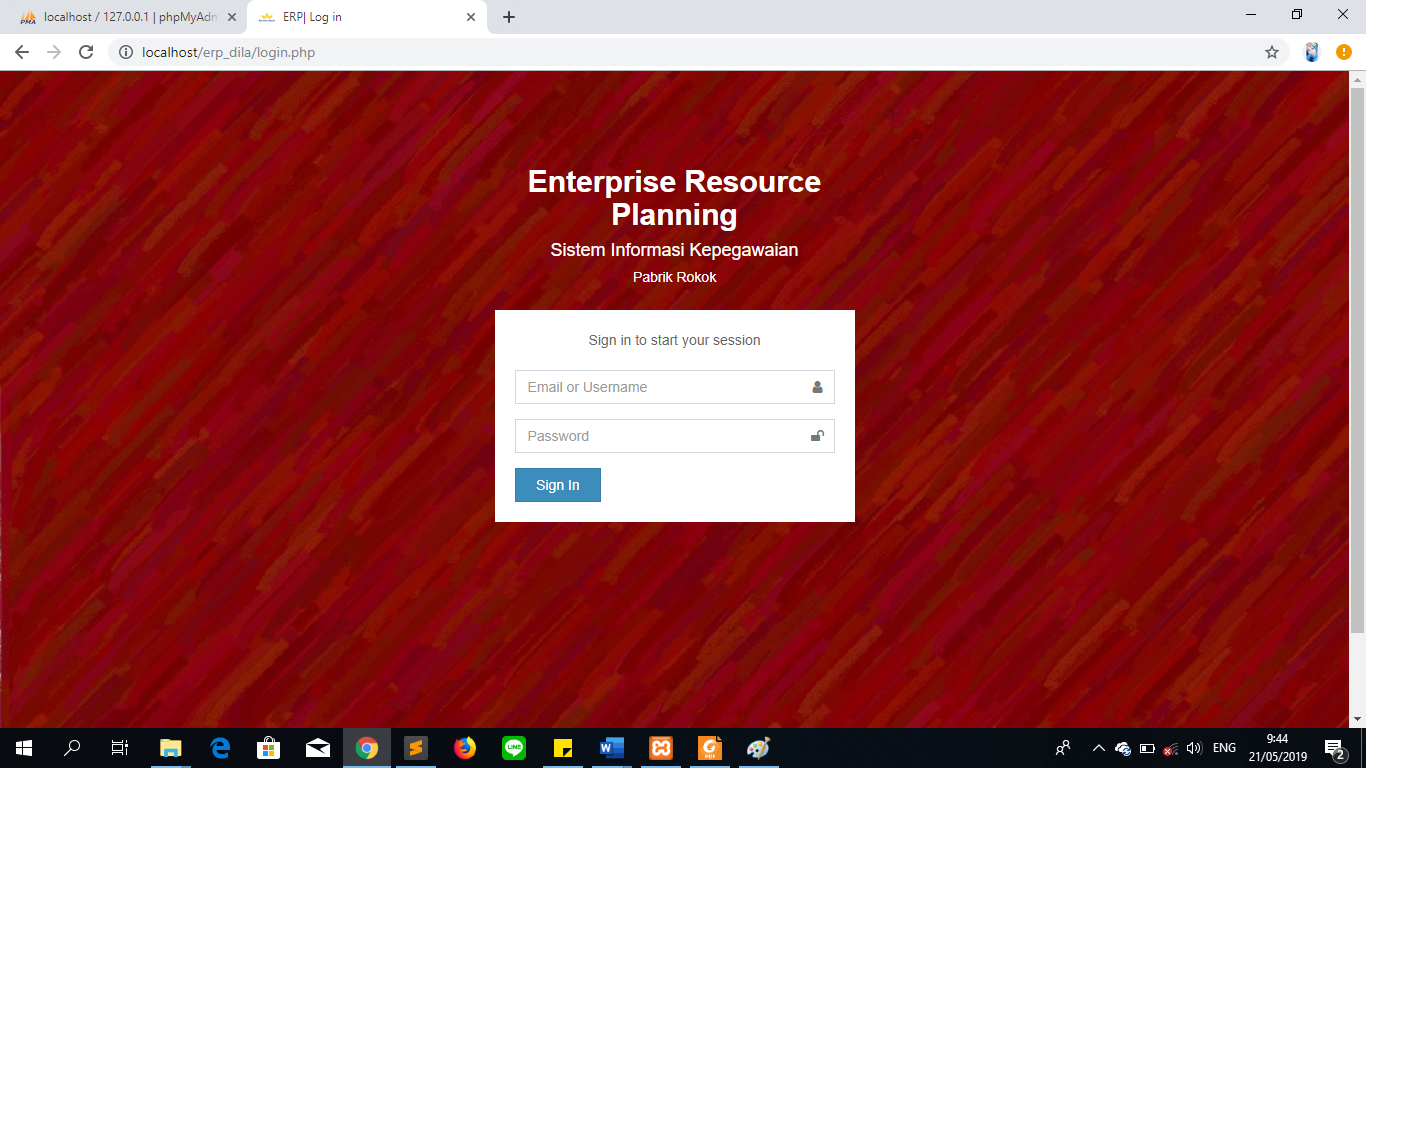 localhost / 127.0.0.1 | phpMyAdm
ERP| Log in
localhost/erp_dila/login.php
Enterprise Resource
Planning
Sistem Informasi Kepegawaian
Pabrik Rokok
Sign in to start your session
Email or Username
Password
Sign In
ENG
9:44
21/05/2019
2